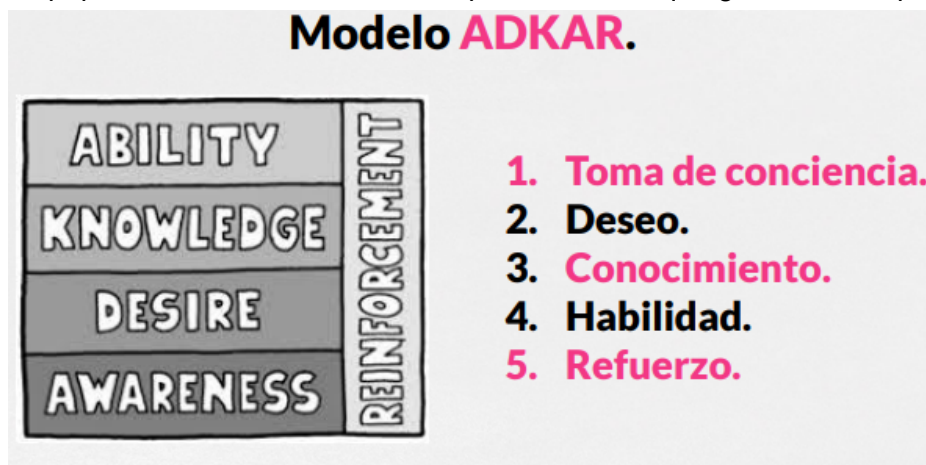 Modelo ADKAR.
ABILITY
KNOWLEDGE
DESIRE
AWARENESS
REINFORCEMENT
1. Toma de conciencia.
2. Deseo.
3. Conocimiento.
4. Habilidad.
5. Refuerzo.